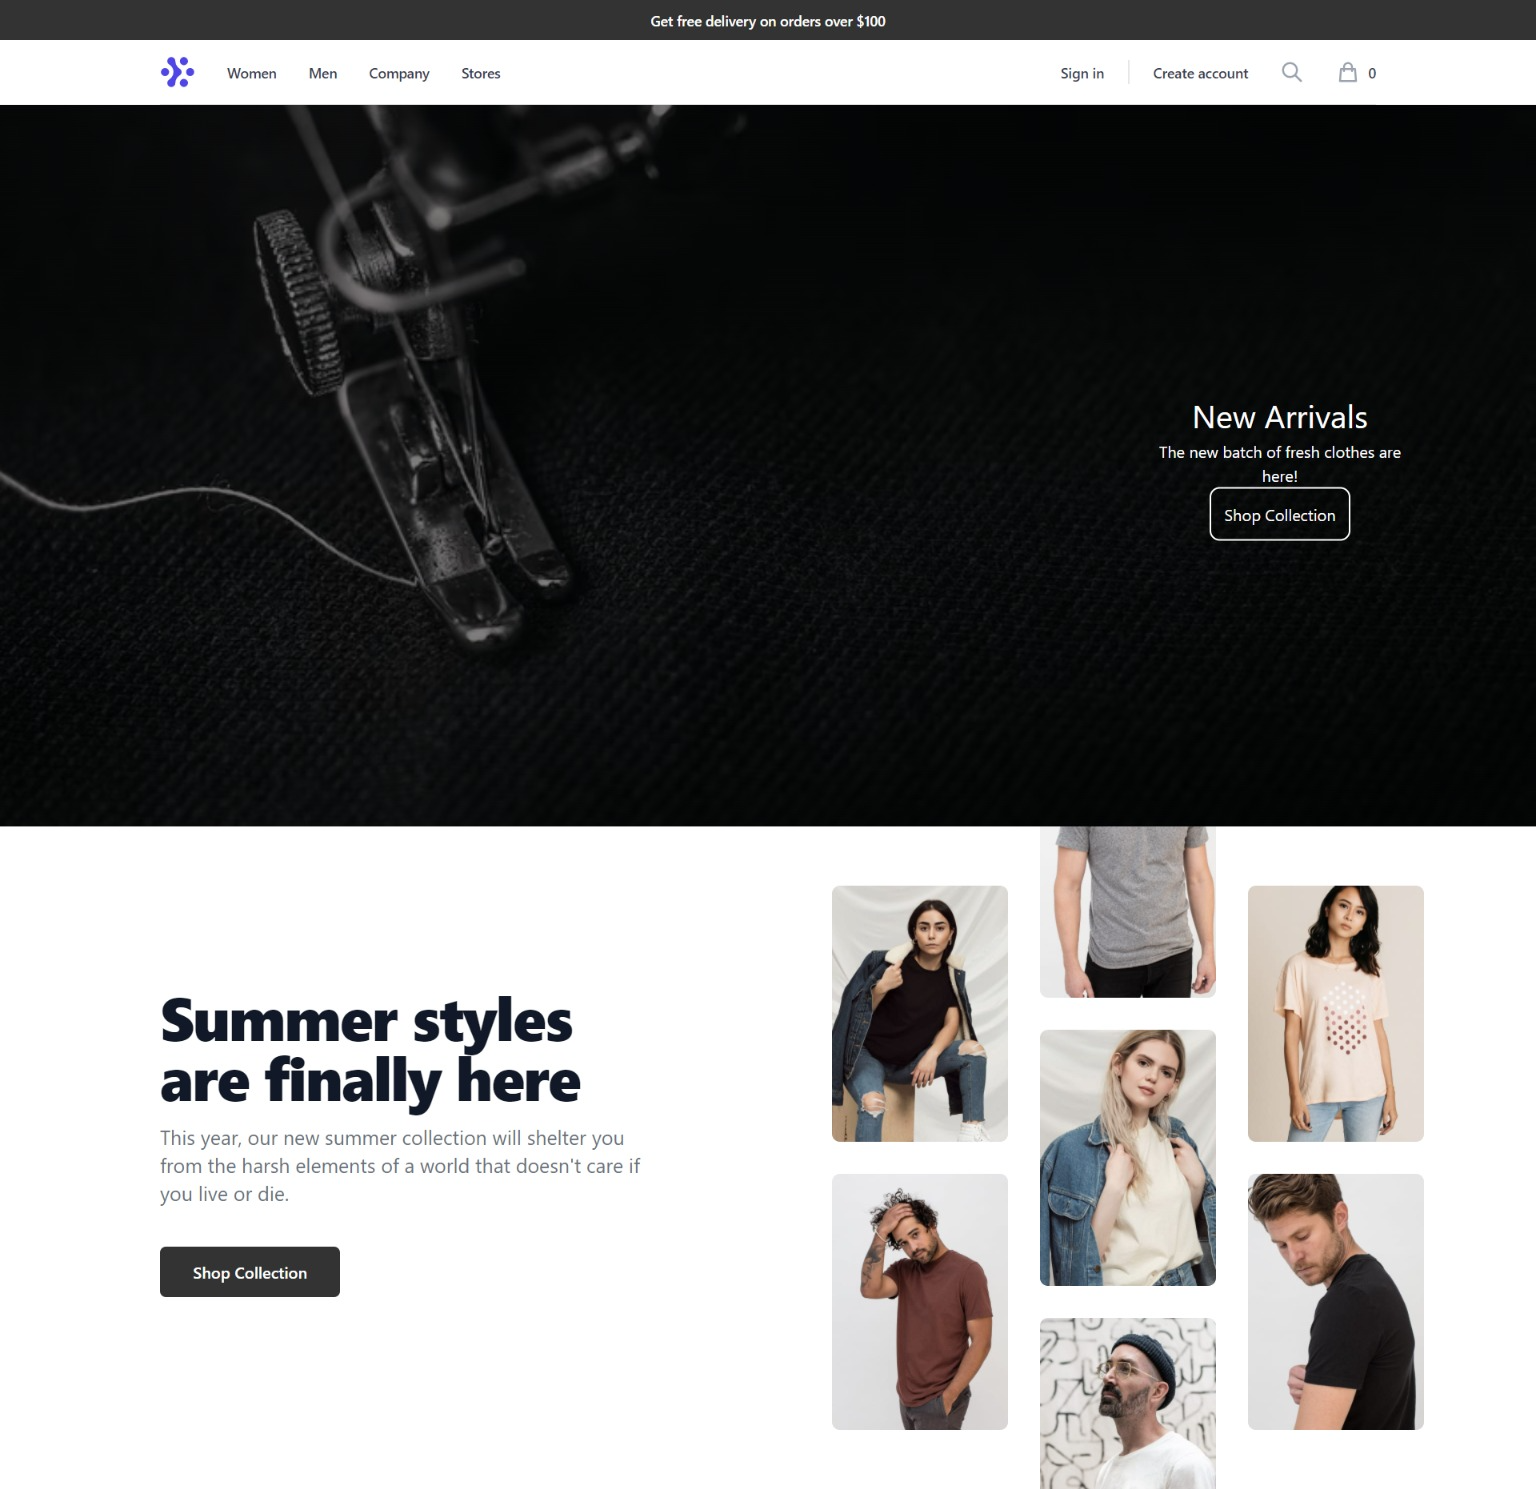 Get free delivery on orders over $100
Women Men Company Stores Sign in Create account 0
New Arrivals
The new batch of fresh clothes are
here!
Shop Collection
Summer styles
are finally here
This year, our new summer collection will shelter you
from the harsh elements of a world that doesn't care if
you live or die.
Shop Collection